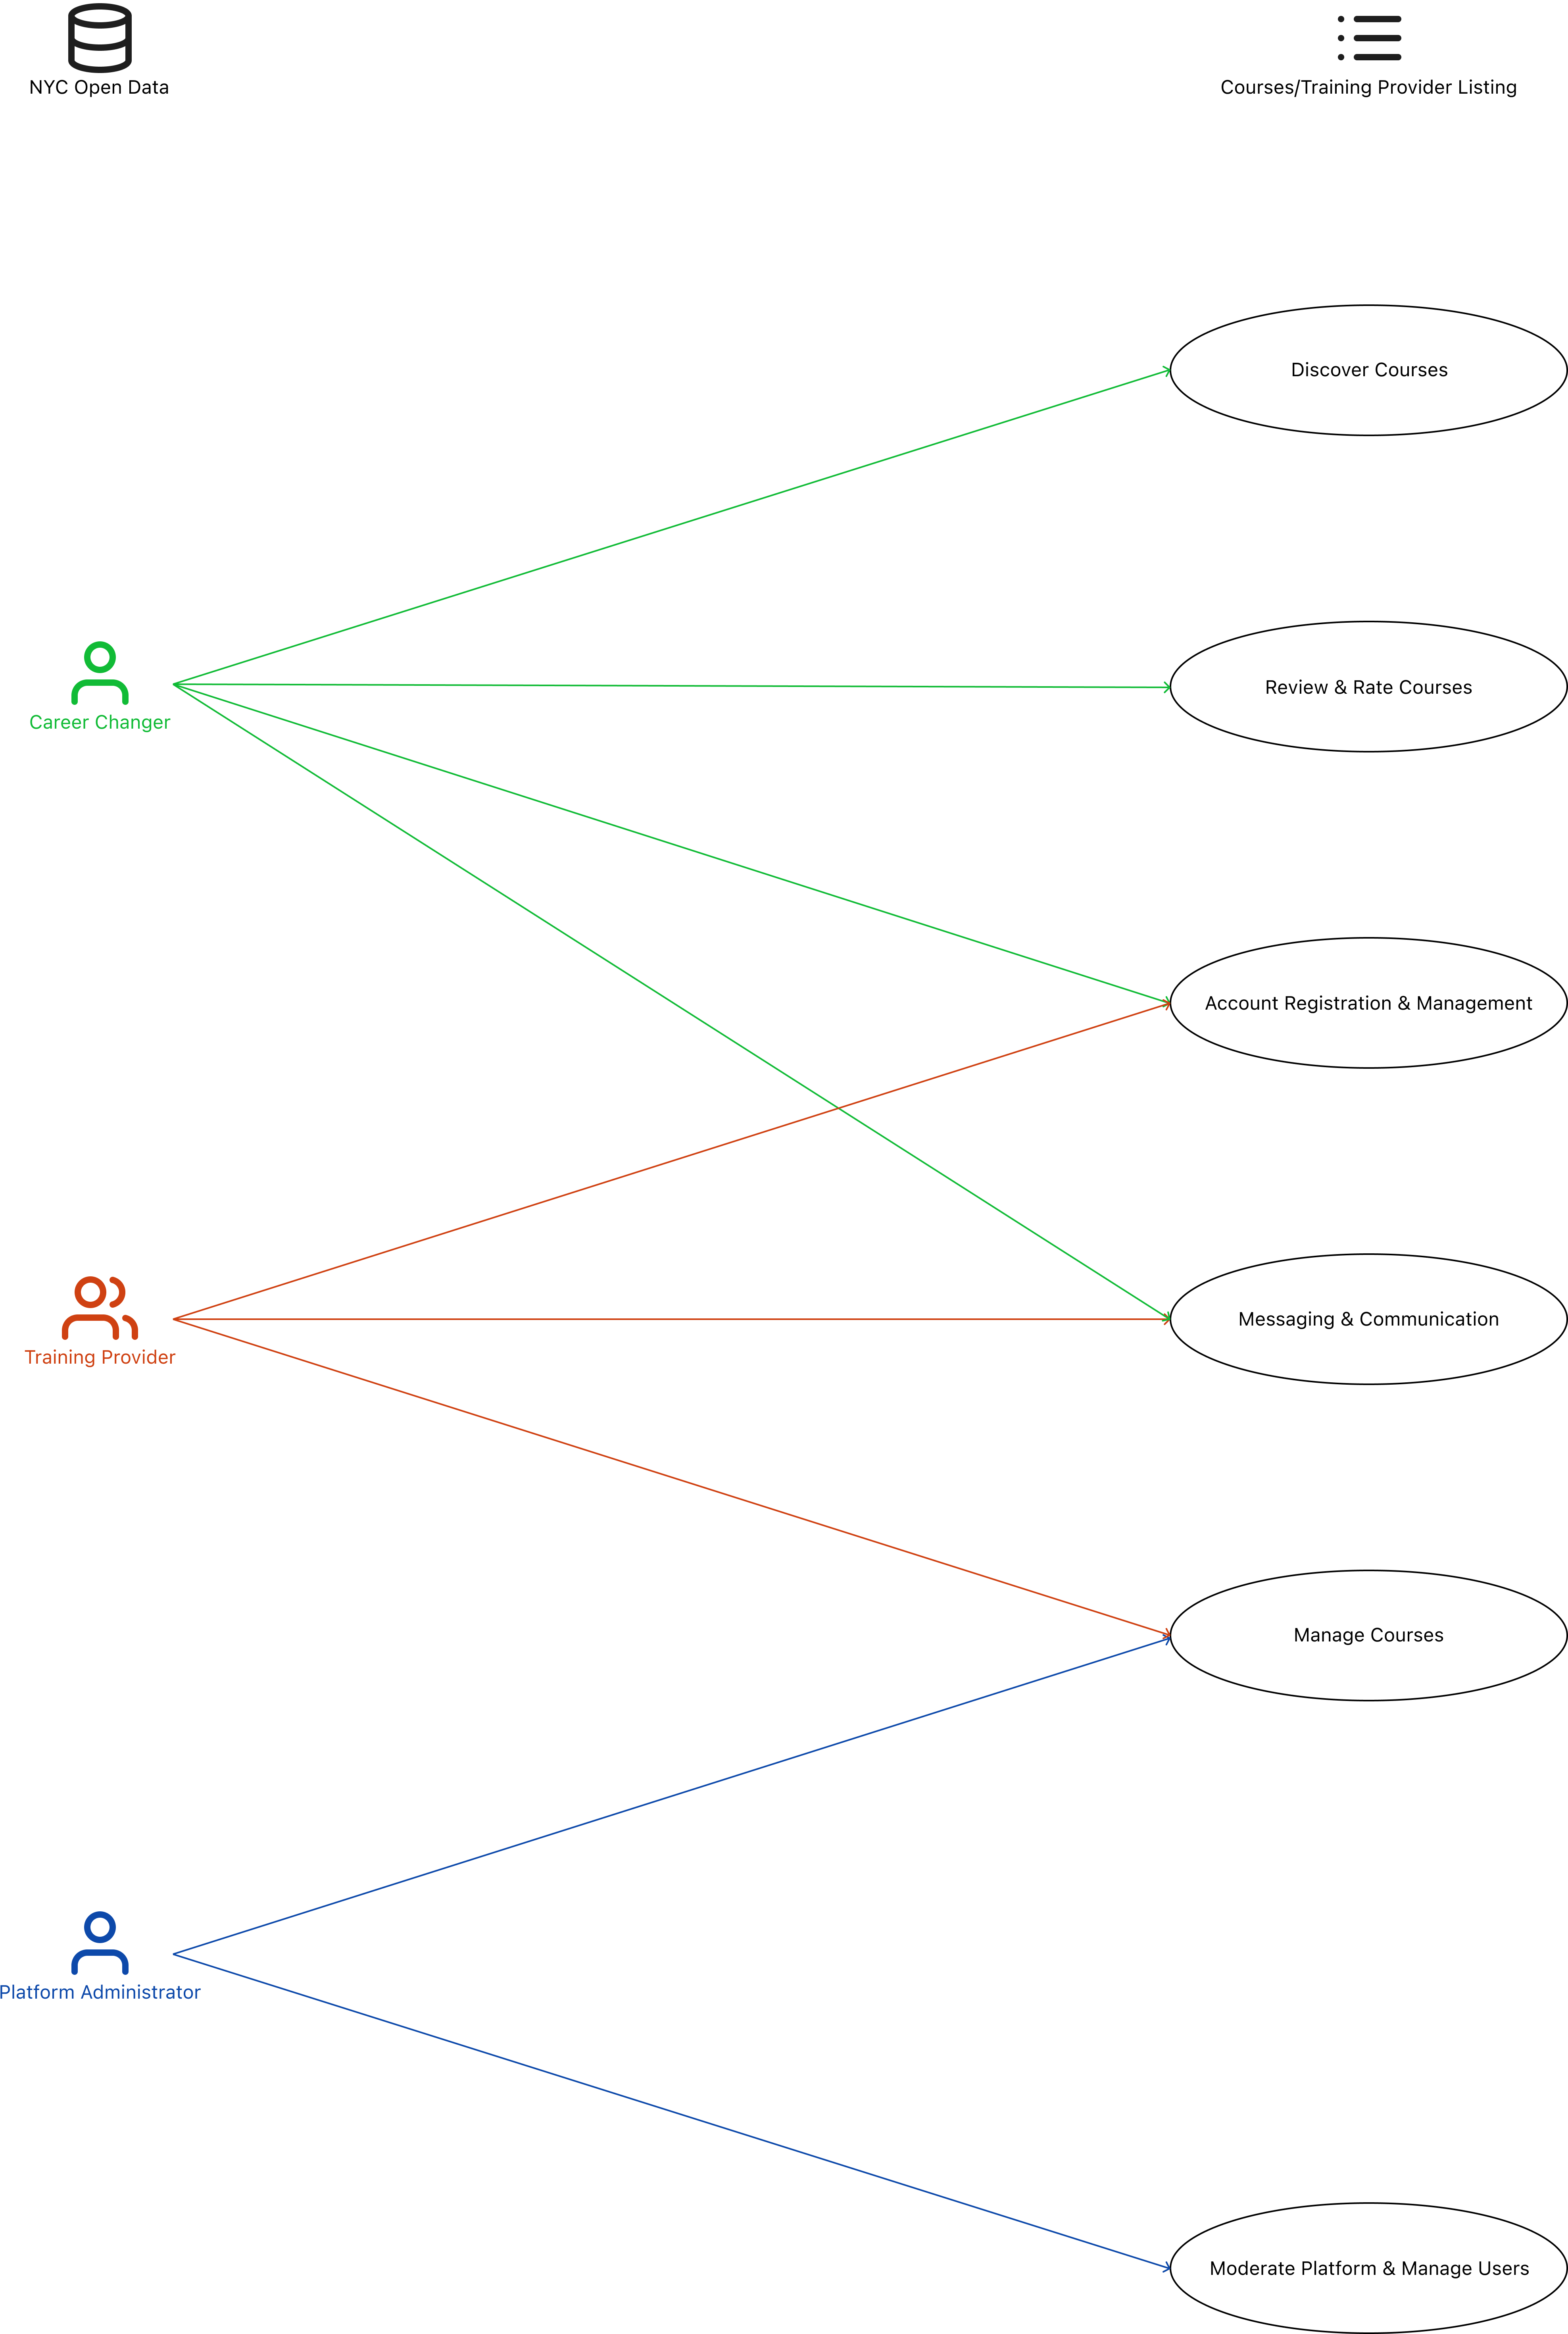 NYC Open Data
Courses/Training Provider Listing
Discover Courses
Career Changer
Review & Rate Courses
Account Registration & Management
Training Provider
Messaging & Communication
Manage Courses
Platform Administrator
Moderate Platform & Manage Users